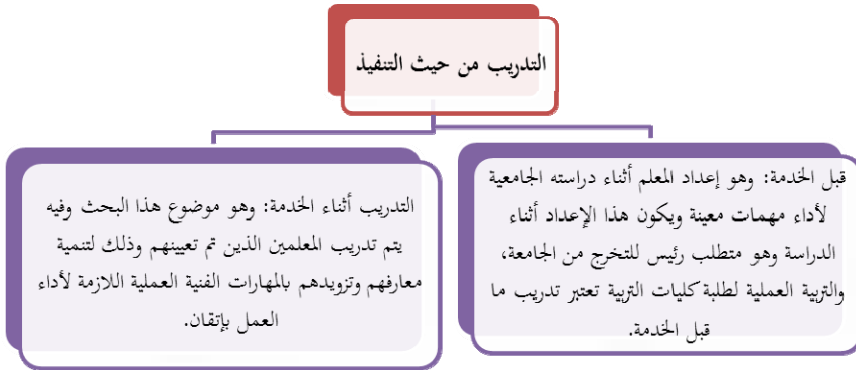 التدريب من حيث التنفيذ
قبل الخدمة: وهو إعداد المعلم أثناء دراسته الجامعية
لأداء مهمات معينة ويكون هذا الإعداد أثناء
الدراسة وهو متطلب رئيس للتخرج من الجامعة،
والتربية العملية لطلبة كليات التربية تعتبر تدريب ما
قبل الخدمة.
التدريب أثناء الخدمة: وهو موضوع هذا البحث وفيه
يتم تدريب المعلمين الذين تم تعيينهم وذلك لتنمية
معارفهم وتزويدهم بالمهارات الفنية العملية اللازمة لأداء
العمل بإتقان.